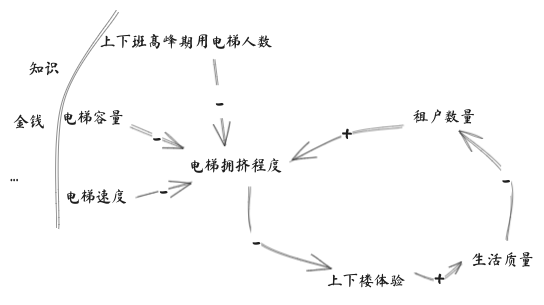 上下班高峰期用电梯人数
知识
金钱
电梯容量
租户数量
-
-
+
电梯拥挤程度
...
电梯速度
-
-
-
生活质量
上下楼体验
+